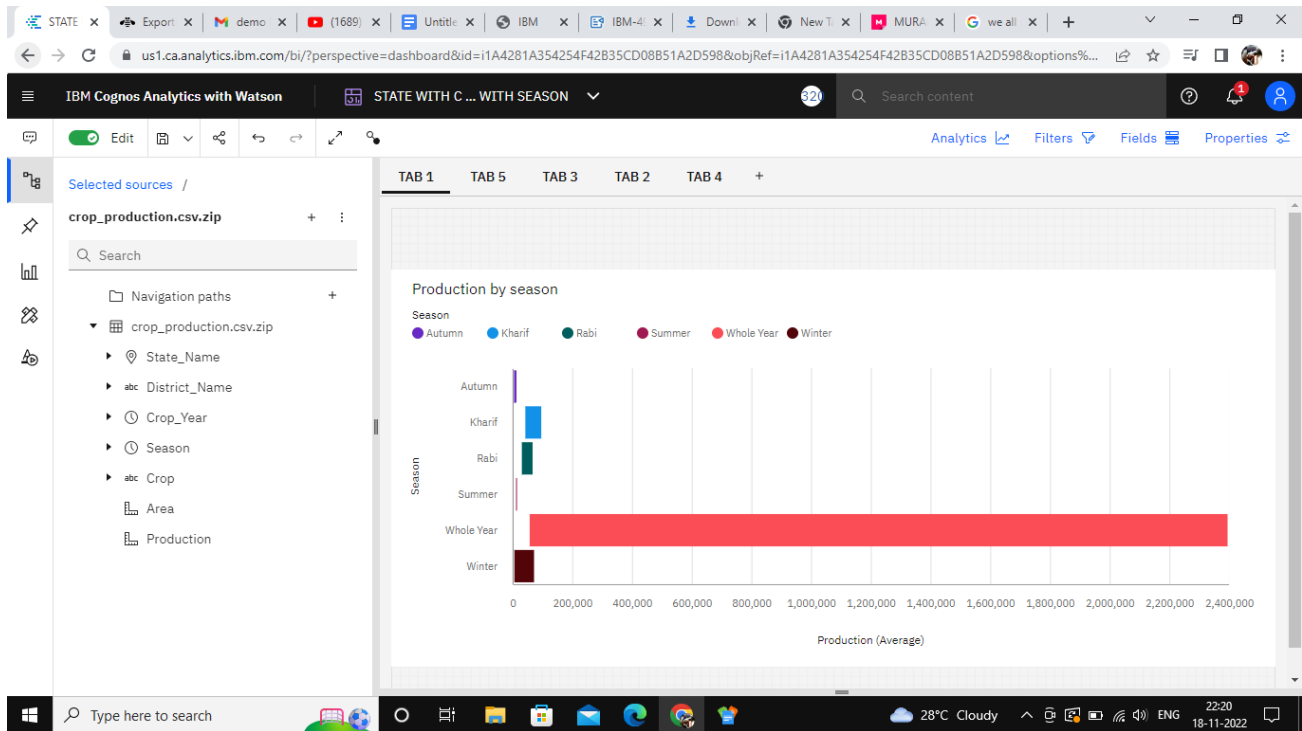 STATE
Export
demo
(1689)
Untitle
IBM
IBM-4
Downl
New T
MURA
we all
us1.ca.analytics.ibm.com/bi/?perspective=dashboard&id=i1A4281A354254F42B35CD08B51A2D598&objRef=i1A4281A354254F42B35CD08B51A2D598&options%...
IBM Cognos Analytics with Watson
STATE WITH C ... WITH SEASON
320
Search content
1
Edit
Analytics
Filters
Fields
Properties
Selected sources /
crop_production.csv.zip
Search
Navigation paths
crop_production.csv.zip
State_Name
abc District_Name
Crop_Year
Season
abc Crop
Area
Production
TAB 1 TAB 5 TAB 3 TAB 2 TAB 4 +
Production by season
Season
Autumn Kharif Rabi Summer Whole Year Winter
Autumn
Kharif
Rabi
Summer
Whole Year
Winter
Season
0 200,000 400,000 600,000 800,000 1,000,000 1,200,000 1,400,000 1,600,000 1,800,000 2,000,000 2,200,000 2,400,000
Production (Average)
Type here to search
28°C Cloudy
ENG
22:20
18-11-2022